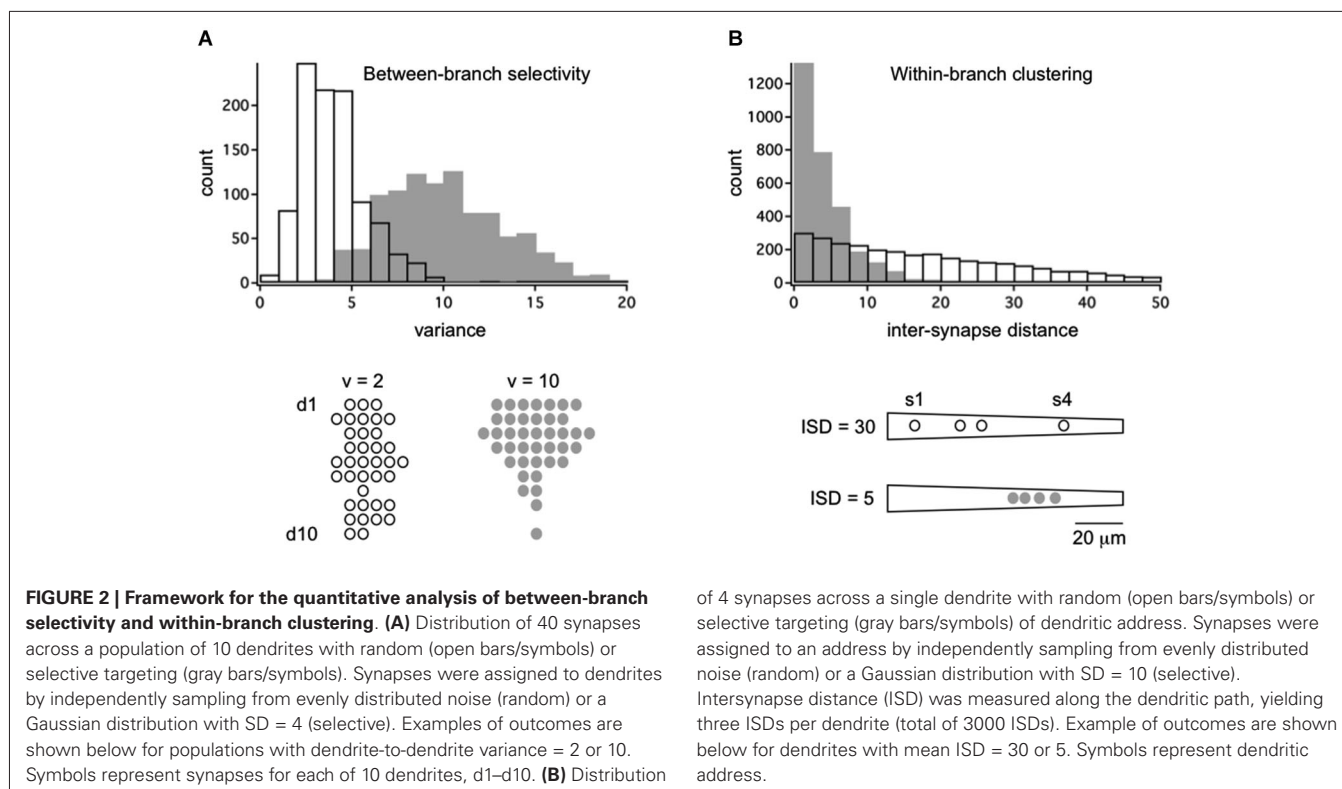 A
Between-branch selectivity
200
150
100
50
0
count
0 5 10 15 20
variance
v = 2 v = 10
d1
d10
B
Within-branch clustering
1200
1000
800
600
400
200
0
count
0 10 20 30 40 50
inter-synapse distance
s1 s4
ISD = 30
ISD = 5
20 μm
FIGURE 2 | Framework for the quantitative analysis of between-branch
selectivity and within-branch clustering. (A) Distribution of 40 synapses
across a population of 10 dendrites with random (open bars/symbols) or
selective targeting (gray bars/symbols). Synapses were assigned to dendrites
by independently sampling from evenly distributed noise (random) or a
Gaussian distribution with SD = 4 (selective). Examples of outcomes are
shown below for populations with dendrite-to-dendrite variance = 2 or 10.
Symbols represent synapses for each of 10 dendrites, d1–d10. (B) Distribution
of 4 synapses across a single dendrite with random (open bars/symbols) or
selective targeting (gray bars/symbols) of dendritic address. Synapses were
assigned to an address by independently sampling from evenly distributed
noise (random) or a Gaussian distribution with SD = 10 (selective).
Intersynapse distance (ISD) was measured along the dendritic path, yielding
three ISDs per dendrite (total of 3000 ISDs). Example of outcomes are shown
below for dendrites with mean ISD = 30 or 5. Symbols represent dendritic
address.